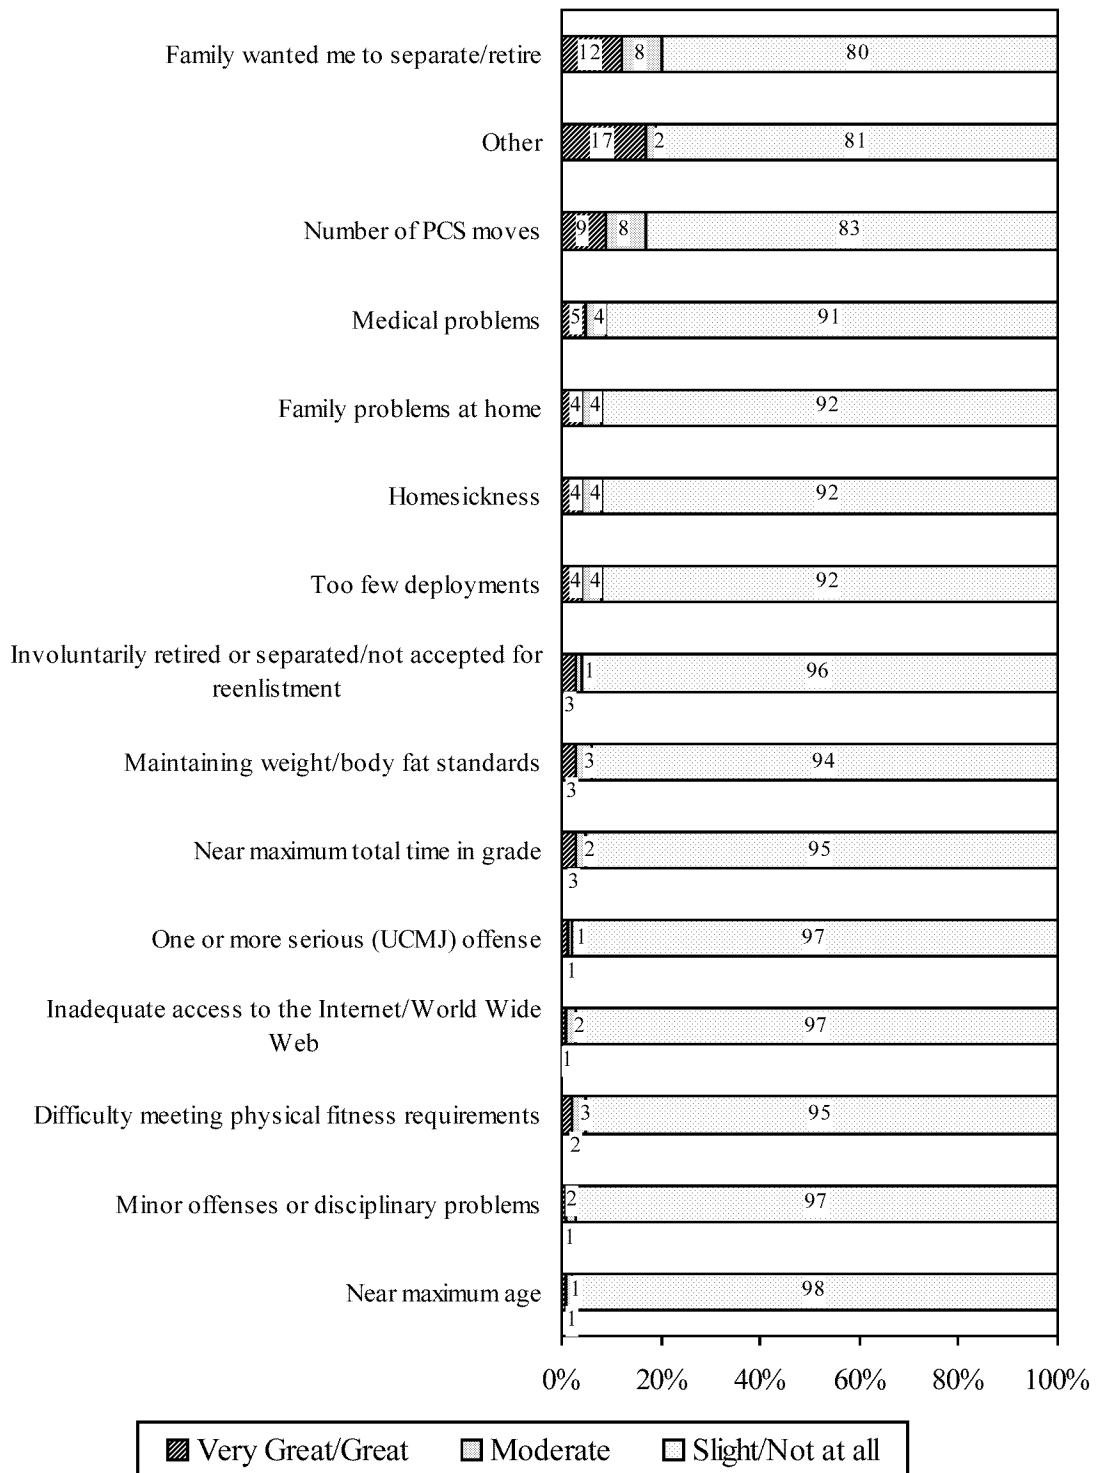 Family wanted me to separate/retire
12 8 80
Other
17 2 81
Number of PCS moves
9 8 83
Medical problems
5 4 91
Family problems at home
4 4 92
Homesickness
4 4 92
Too few deployments
4 4 92
Involuntarily retired or separated/not accepted for
reenlistment
1 96
3
Maintaining weight/body fat standards
3 94
3
Near maximum total time in grade
2 95
3
One or more serious (UCMJ) offense
1 97
1
Inadequate access to the Internet/World Wide
Web
2 97
1
Difficulty meeting physical fitness requirements
3 95
2
Minor offenses or disciplinary problems
2 97
1
Near maximum age
1 98
1
0% 20% 40% 60% 80% 100%
Very Great/Great Moderate Slight/Not at all